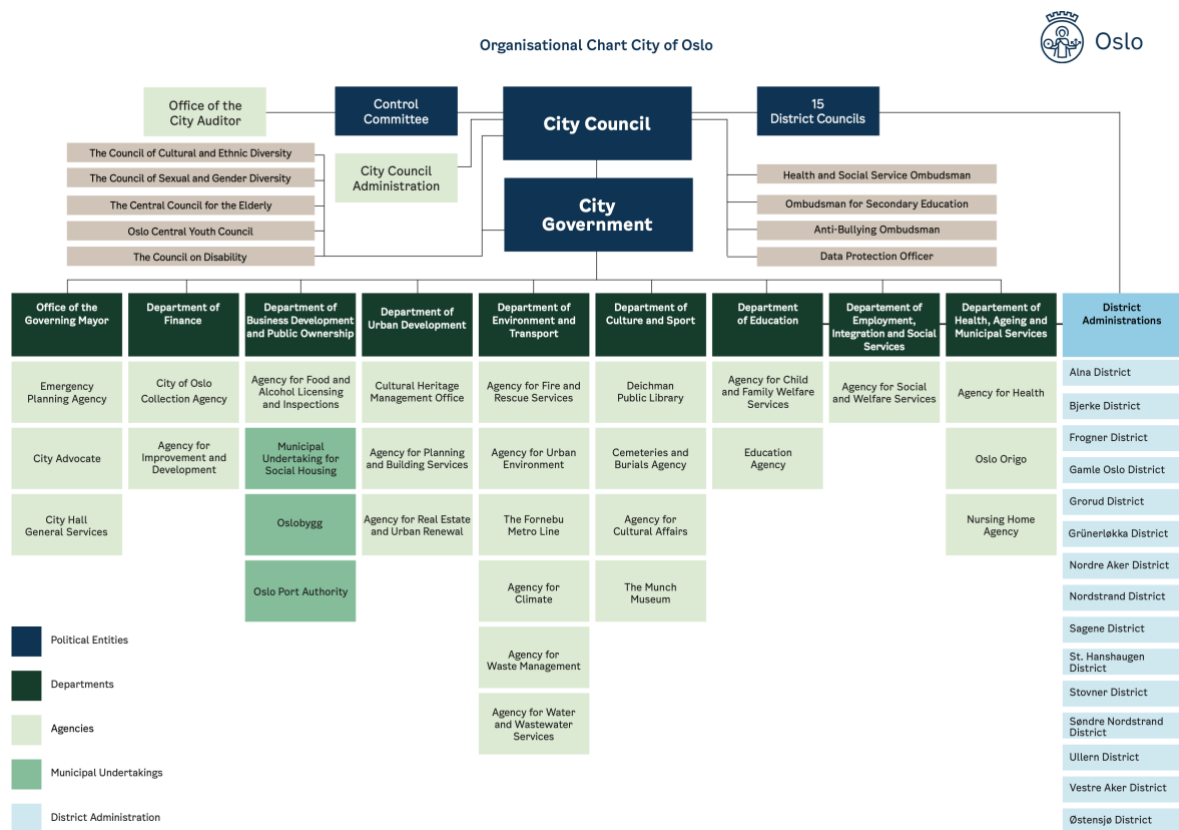 Organisational Chart City of Oslo
Oslo
Office of the
City Auditor
Control
Committee
City Council
15
District Councils
The Council of Cultural and Ethnic Diversity
The Council of Sexual and Gender Diversity
The Central Council for the Elderly
Oslo Central Youth Council
The Council on Disability
City Council
Administration
City
Government
Health and Social Service Ombudsman
Ombudsman for Secondary Education
Anti-Bullying Ombudsman
Data Protection Officer
Office of the
Governing Mayor
Emergency
Planning Agency
City Advocate
City Hall
General Services
Department of
Finance
City of Oslo
Collection Agency
Agency for
Improvement and
Development
Department of
Business Development
and Public Ownership
Agency for Food and
Alcohol Licensing
and Inspections
Municipal
Undertaking for
Social Housing
Oslobygg
Oslo Port Authority
Department of
Urban Development
Cultural Heritage
Management Office
Agency for Planning
and Building Services
Agency for Real Estate
and Urban Renewal
Department of
Environment and
Transport
Agency for Fire and
Rescue Services
Agency for Urban
Environment
The Fornebu
Metro Line
Agency for
Climate
Agency for
Waste Management
Agency for Water
and Wastewater
Services
Department of
Culture and Sport
Deichman
Public Library
Cemeteries and
Burials Agency
Agency for
Cultural Affairs
The Munch
Museum
Department
of Education
Agency for Child
and Family Welfare
Services
Education
Agency
Departement of
Employment,
Integration and Social
Services
Agency for Social
and Welfare Services
Departement of
Health, Ageing and
Municipal Services
Agency for Health
Oslo Origo
Nursing Home
Agency
District
Administrations
Alna District
Bjerke District
Frogner District
Gamle Oslo District
Grorud District
Grünerløkka District
Nordre Aker District
Nordstrand District
Sagene District
St. Hanshaugen
District
Stovner District
Søndre Nordstrand
District
Ullern District
Vestre Aker District
Østensjø District
Political Entities
Departments
Agencies
Municipal Undertakings
District Administration